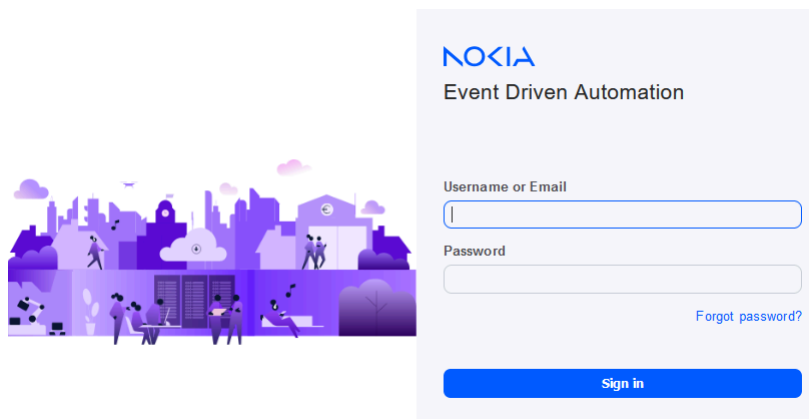 NOKIA
Event Driven Automation
Username or Email
Password
Forgot password?
Sign in